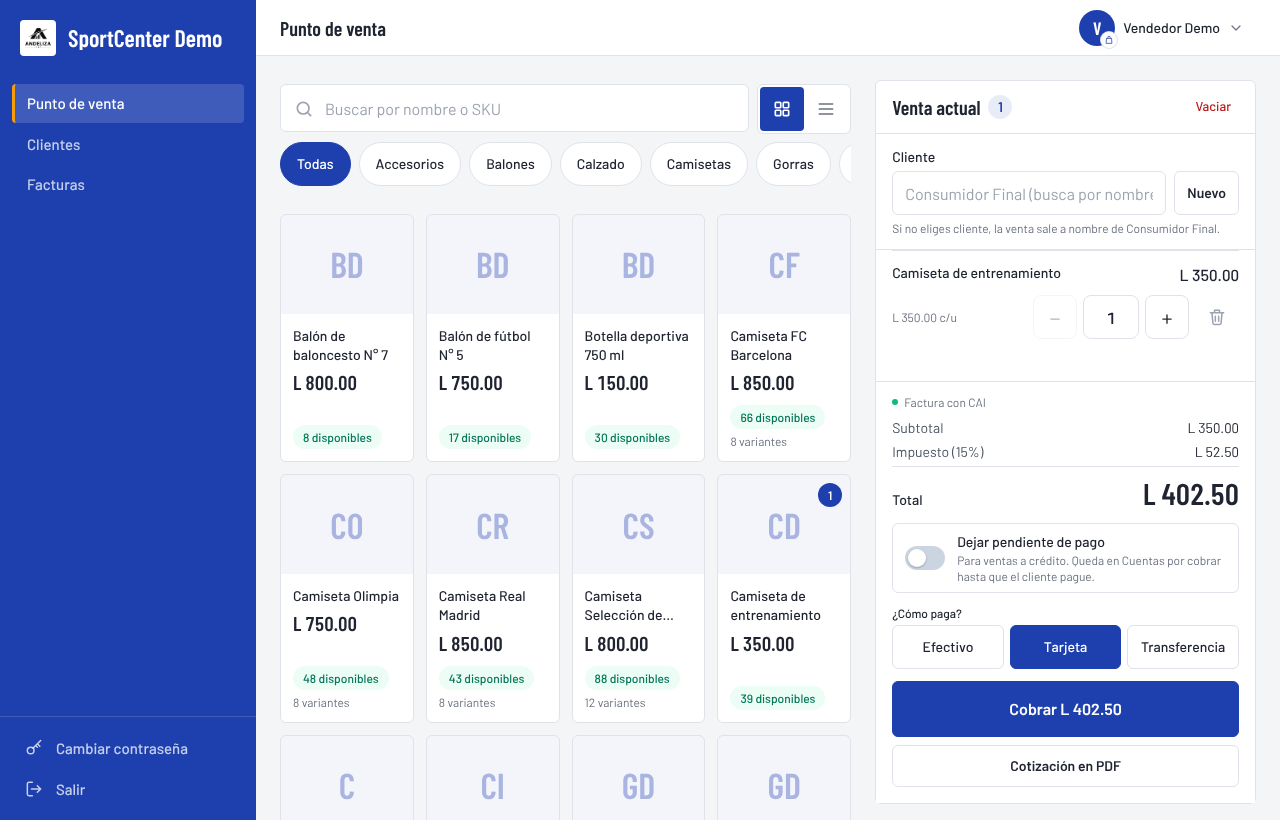 ANDELIZA
SportCenter Demo
Punto de venta
Clientes
Facturas
Cambiar contraseña
Salir
Punto de venta
V
Vendedor Demo
Buscar por nombre o SKU
Todas
Accesorios
Balones
Calzado
Camisetas
Gorras
BD
Balón de
baloncesto N° 7
L 800.00
8 disponibles
BD
Balón de fútbol
N° 5
L 750.00
17 disponibles
BD
Botella deportiva
750 ml
L 150.00
30 disponibles
CF
Camiseta FC
Barcelona
L 850.00
66 disponibles
8 variantes
CO
Camiseta Olimpia
L 750.00
48 disponibles
8 variantes
CR
Camiseta Real
Madrid
L 850.00
43 disponibles
8 variantes
CS
Camiseta
Selección de...
L 800.00
88 disponibles
12 variantes
1
CD
Camiseta de
entrenamiento
L 350.00
39 disponibles
C
CI
GD
GD
Venta actual
1
Vaciar
Cliente
Consumidor Final (busca por nombre
Nuevo
Si no eliges cliente, la venta sale a nombre de Consumidor Final.
Camiseta de entrenamiento
L 350.00
L 350.00 c/u
−
1
+
Factura con CAI
Subtotal
L 350.00
Impuesto (15%)
L 52.50
Total
L 402.50
Dejar pendiente de pago
Para ventas a crédito. Queda en Cuentas por cobrar
hasta que el cliente pague.
¿Cómo paga?
Efectivo
Tarjeta
Transferencia
Cobrar L 402.50
Cotización en PDF